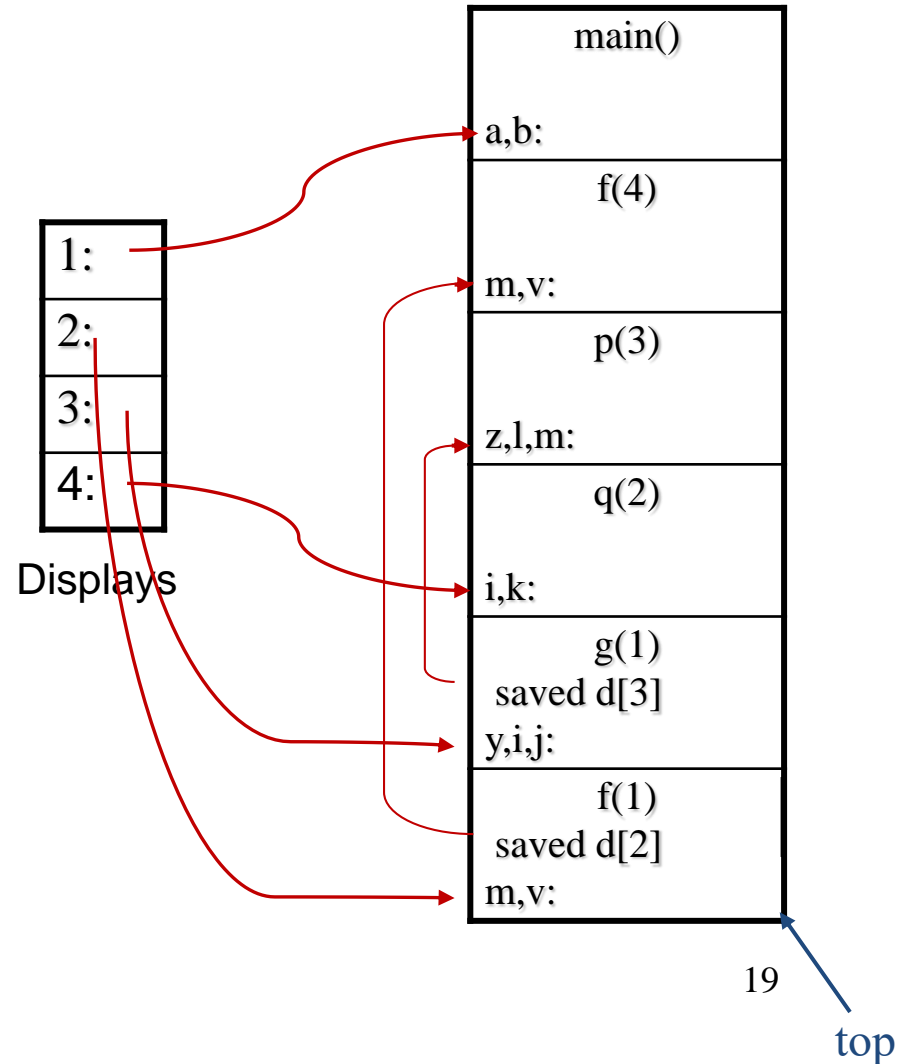 main()
a,b:
f(4)
m,v:
p(3)
z,l,m:
q(2)
i,k:
g(1)
saved d[3]
y,i,j:
f(1)
saved d[2]
m,v:
1:
2:
3:
4:
Displays
19
top